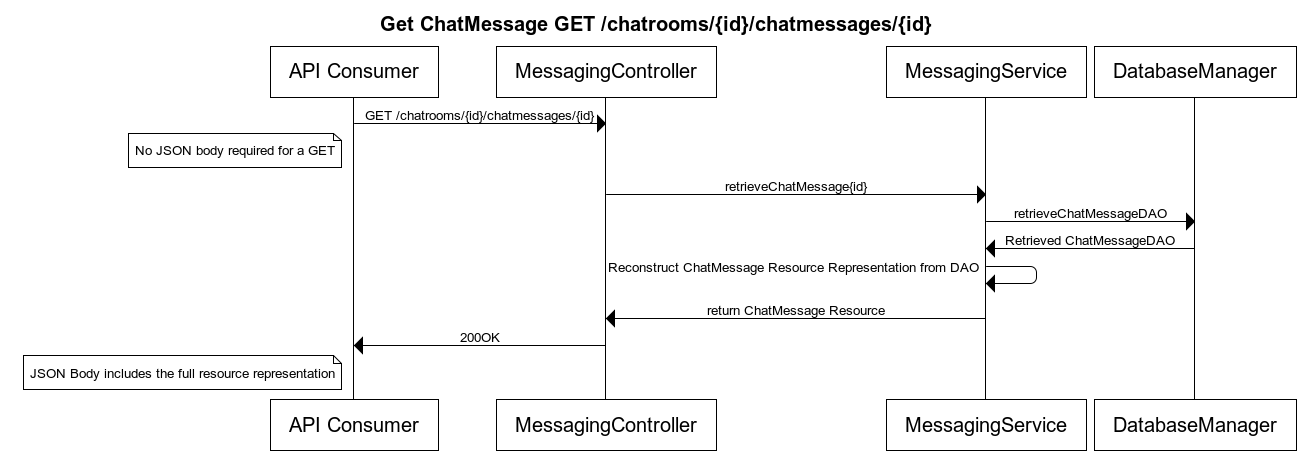 Get ChatMessage GET /chatrooms/{id}/chatmessages/{id}
API Consumer
MessagingController
MessagingService
DatabaseManager
GET /chatrooms/{id}/chatmessages/{id}
No JSON body required for a GET
retrieveChatMessage{id}
retrieveChatMessageDAO
Retrieved ChatMessageDAO
Reconstruct ChatMessage Resource Representation from DAO
return ChatMessage Resource
200OK
JSON Body includes the full resource representation
API Consumer
MessagingController
MessagingService
DatabaseManager